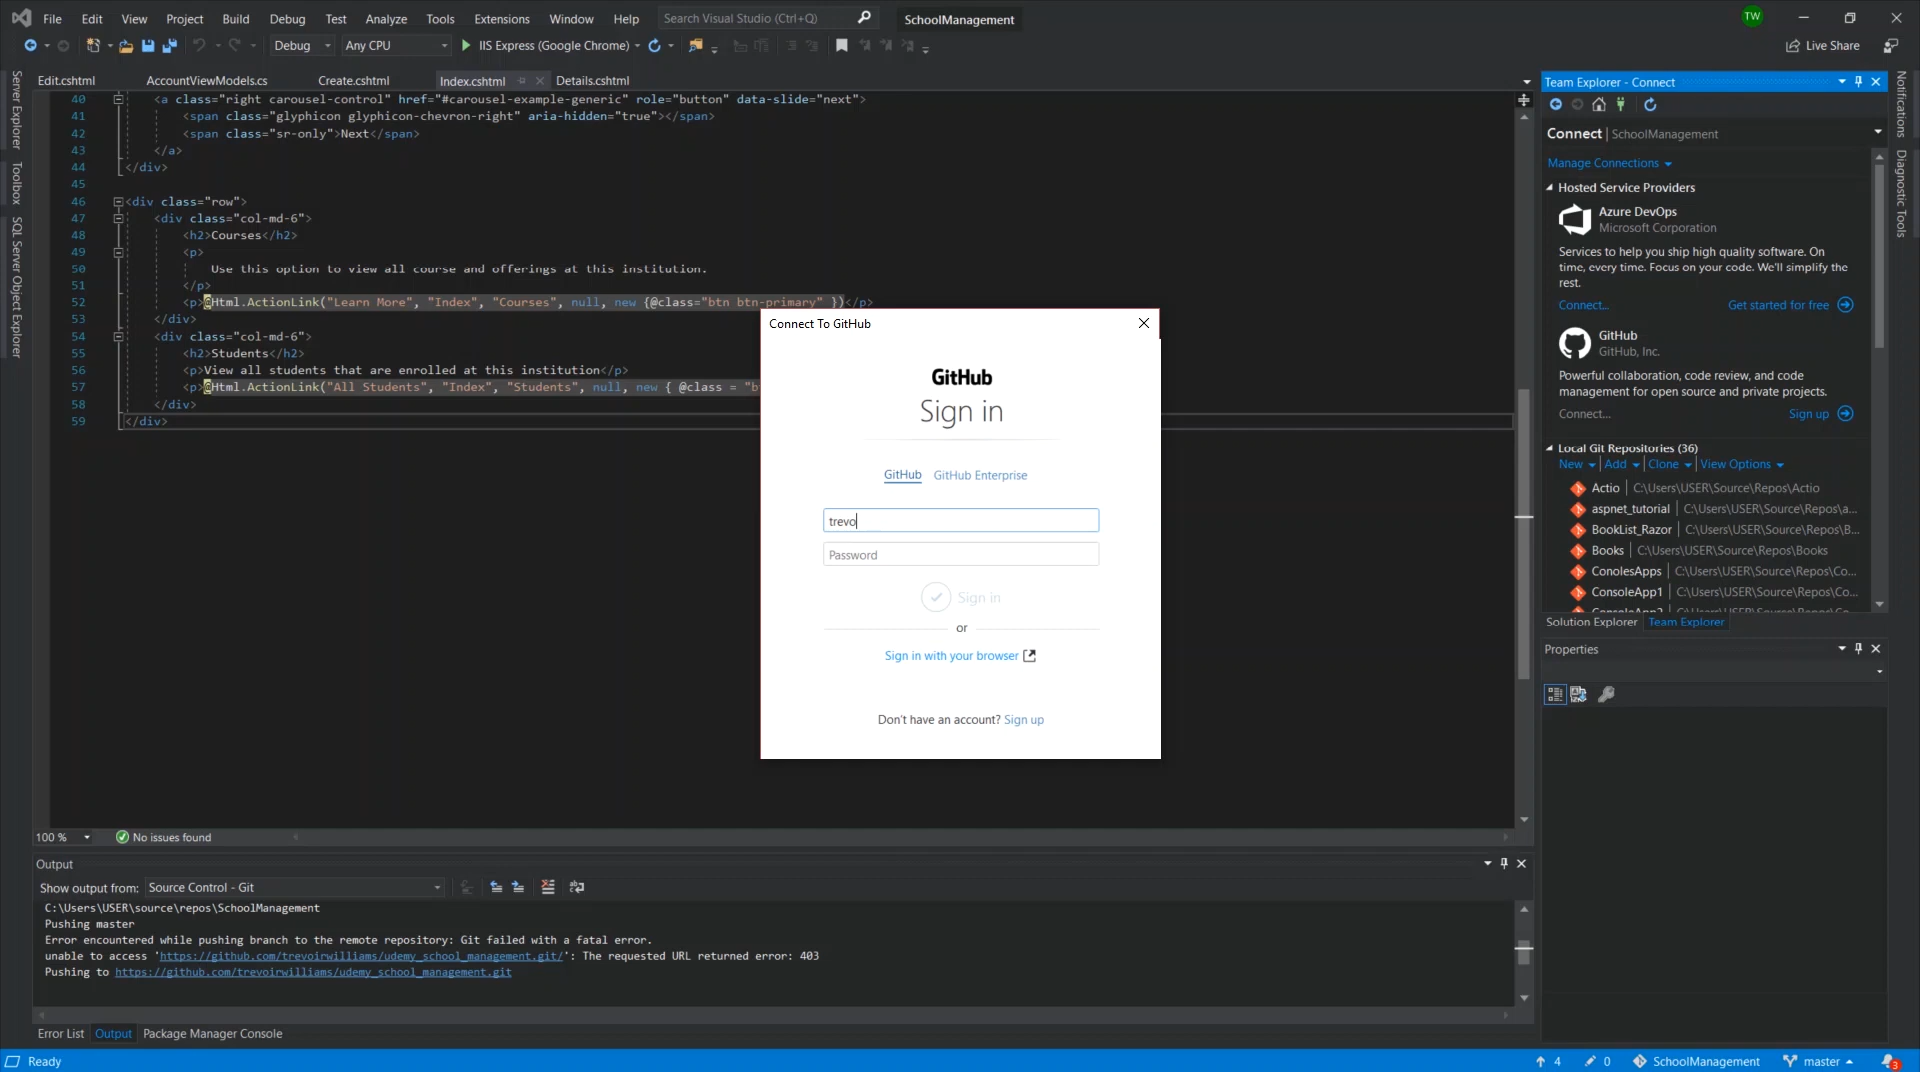 File Edit View Project Build Debug Test Analyze Tools Extensions Window Help Search Visual Studio (Ctrl+Q) SchoolManagement TW
Debug Any CPU IIS Express (Google Chrome) Live Share
Edit.cshtml AccountViewModels.cs Create.cshtml Index.cshtml Details.cshtml
Server Explorer
Toolbox
SQL Server Object Explorer
40 <a class="right carousel-control" href="#carousel-example-generic" role="button" data-slide="next">
41 <span class="glyphicon glyphicon-chevron-right" aria-hidden="true"></span>
42 <span class="sr-only">Next</span>
43 </a>
44 </div>
45
46 <div class="row">
47 <div class="col-md-6">
48 <h2>Courses</h2>
49 <p>
50 Use this option to view all course and offerings at this institution.
51 </p>
52 <p>@Html.ActionLink("Learn More", "Index", "Courses", null, new {@class="btn btn-primary" })</p>
53 </div>
54 <div class="col-md-6">
55 <h2>Students</h2>
56 <p>View all students that are enrolled at this institution</p>
57 <p>@Html.ActionLink("All Students", "Index", "Students", null, new { @class = "b
58 </div>
59 </div>
Connect To GitHub
GitHub
Sign in
GitHub GitHub Enterprise
trevo
Password
Sign in
or
Sign in with your browser
Don't have an account? Sign up
100 % No issues found
Output
Show output from: Source Control - Git
C:\Users\USER\source\repos\SchoolManagement
Pushing master
Error encountered while pushing branch to the remote repository: Git failed with a fatal error.
unable to access 'https://github.com/trevoirwilliams/udemy_school_management.git/': The requested URL returned error: 403
Pushing to https://github.com/trevoirwilliams/udemy_school_management.git
Error List Output Package Manager Console
Team Explorer - Connect
Connect | SchoolManagement
Manage Connections
Hosted Service Providers
Azure DevOps
Microsoft Corporation
Services to help you ship high quality software. On
time, every time. Focus on your code. We'll simplify the
rest.
Connect... Get started for free
GitHub
GitHub, Inc.
Powerful collaboration, code review, and code
management for open source and private projects.
Connect... Sign up
Local Git Repositories (36)
New | Add | Clone | View Options
Actio | C:\Users\USER\Source\Repos\Actio
aspnet_tutorial | C:\Users\USER\Source\Repos\a...
BookList_Razor | C:\Users\USER\Source\Repos\B...
Books | C:\Users\USER\Source\Repos\Books
ConolesApps | C:\Users\USER\Source\Repos\Co...
ConsoleApp1 | C:\Users\USER\Source\Repos\Co...
Solution Explorer Team Explorer
Properties
Notifications
Diagnostic Tools
Ready 4 0 SchoolManagement master 3